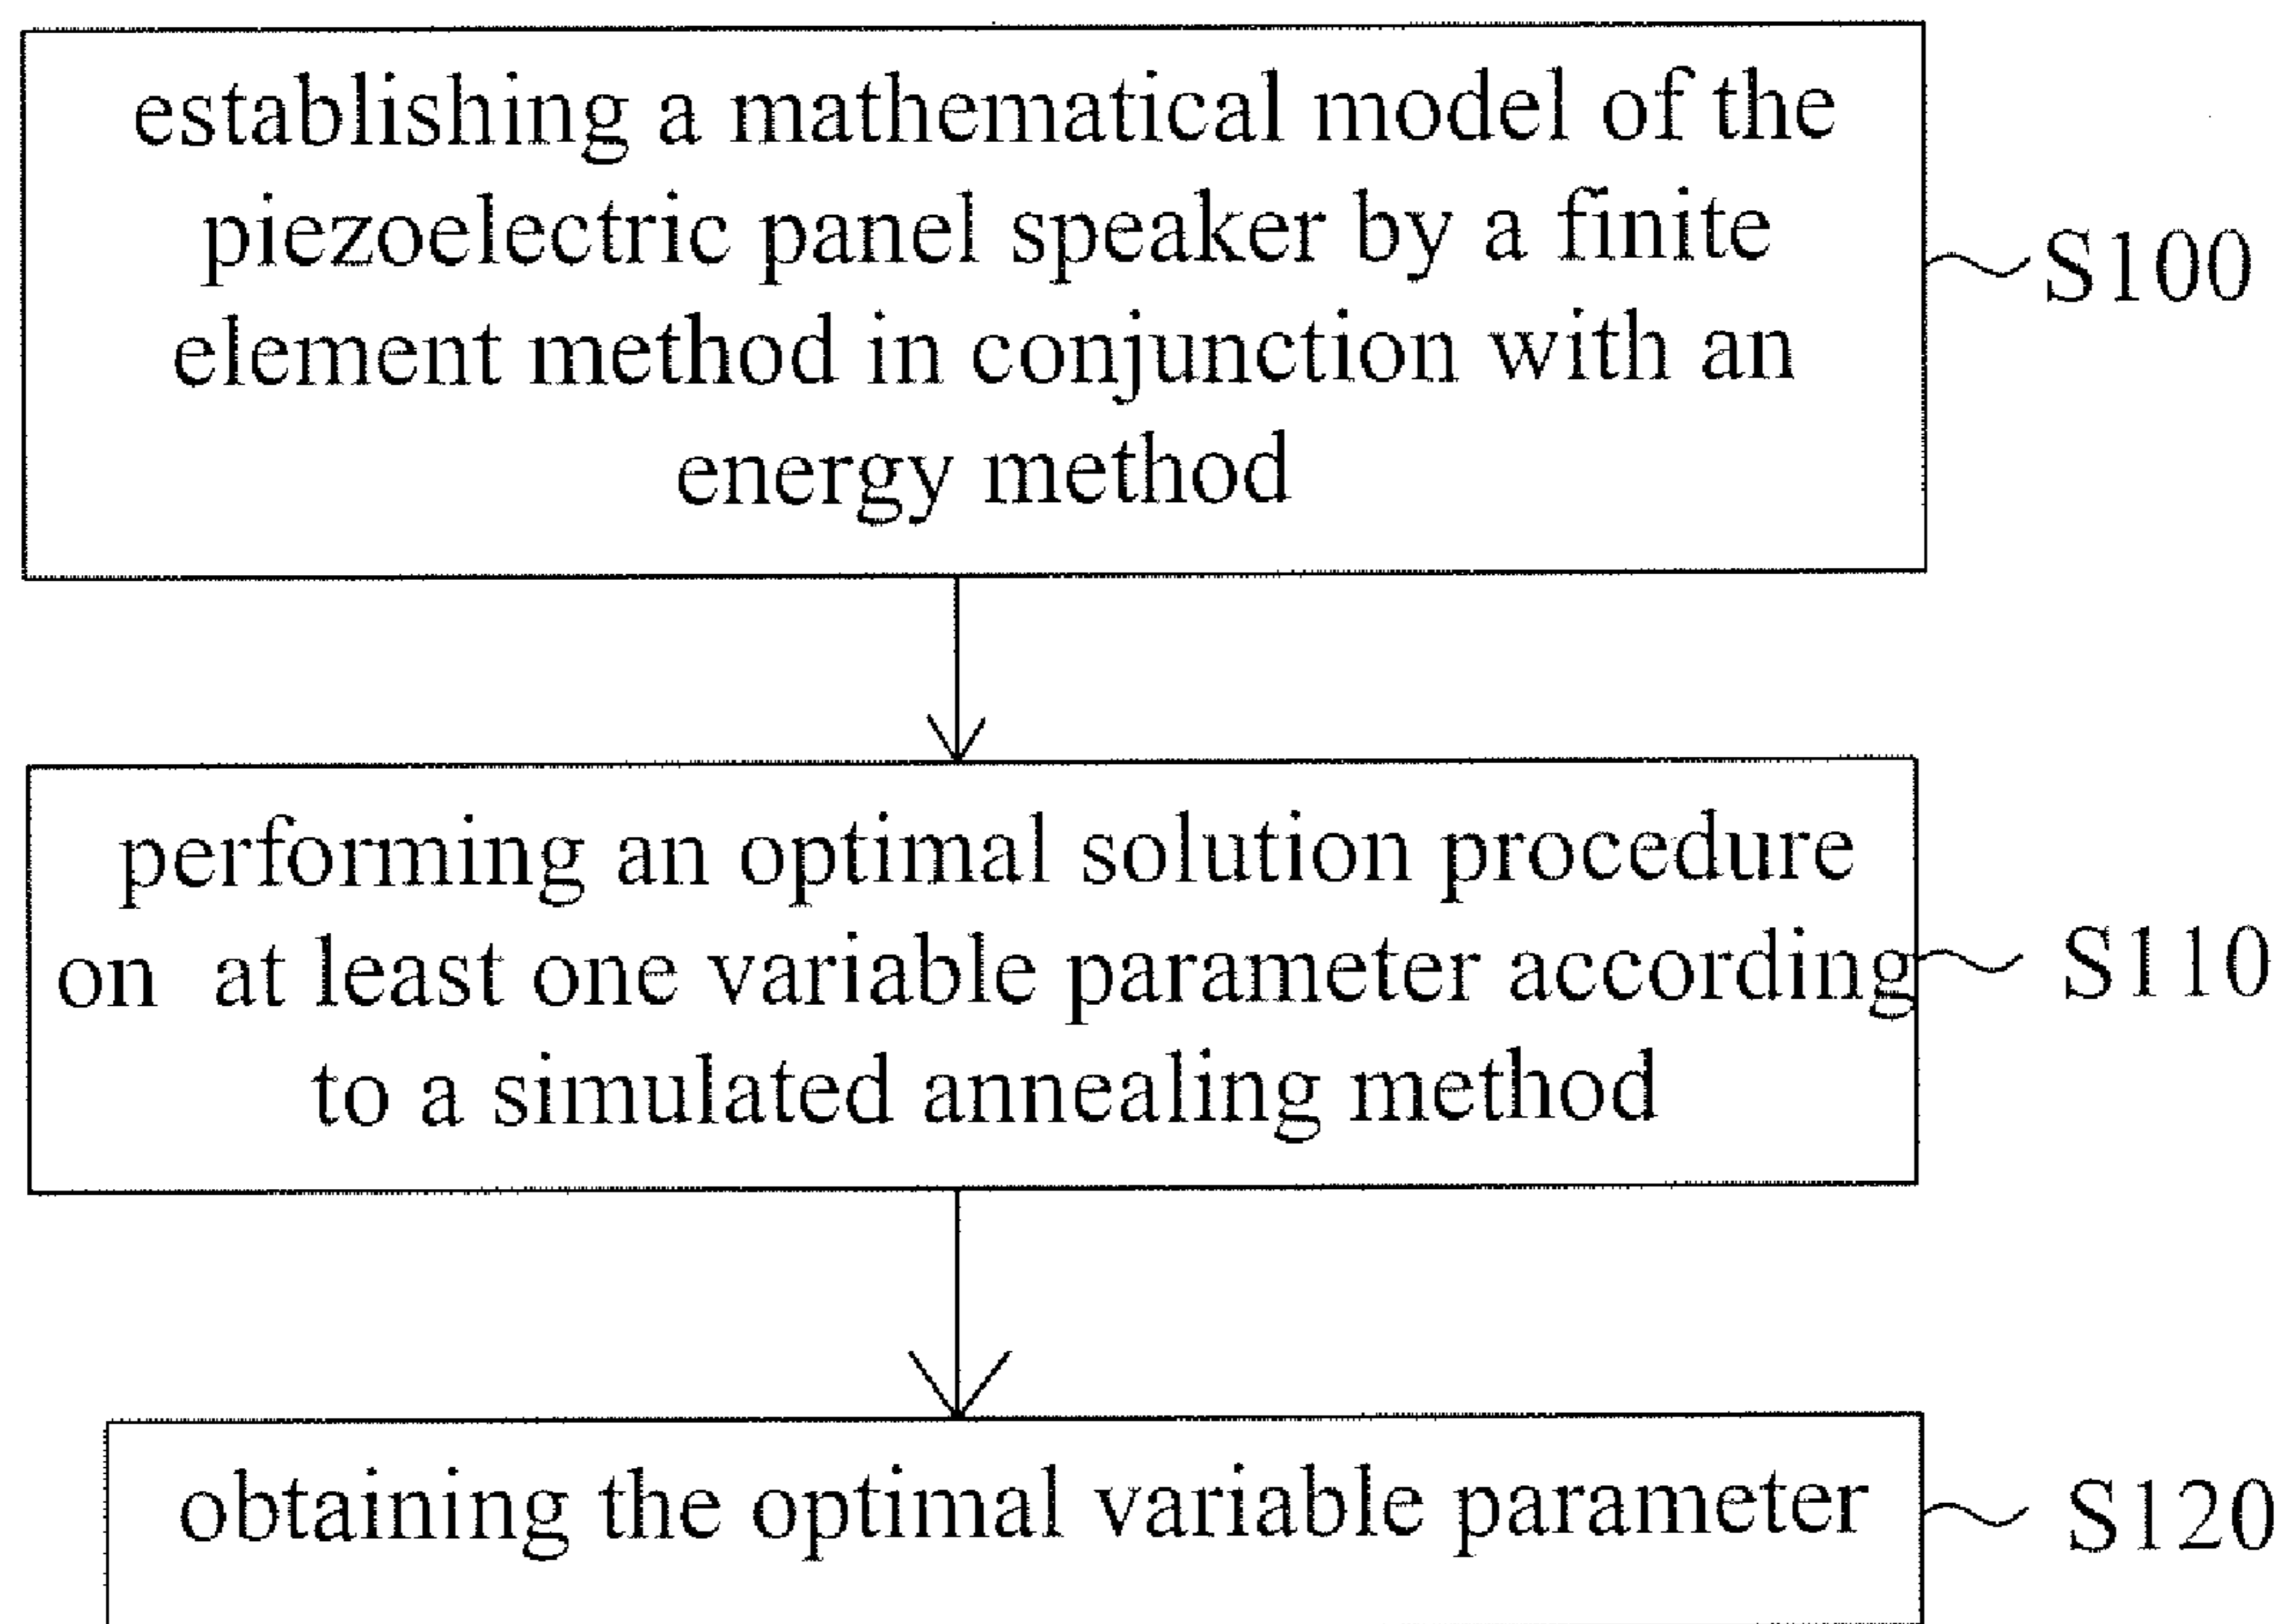 establishing a mathematical model of the
piezoelectric panel speaker by a finite
element method in conjunction with an
energy method
S100
performing an optimal solution procedure
on at least one variable parameter according
to a simulated annealing method
S110
obtaining the optimal variable parameter
S120